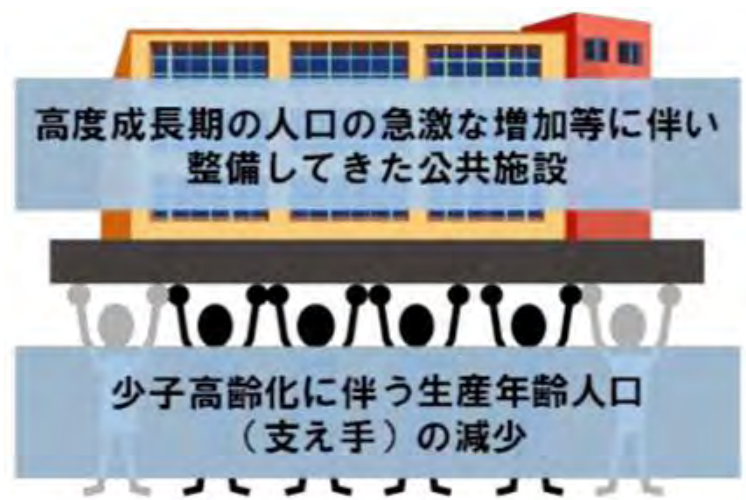 高度成長期の人口の急激な増加等に伴い
整備してきた公共施設
少子高齢化に伴う生産年齢人口
（支え手）の減少